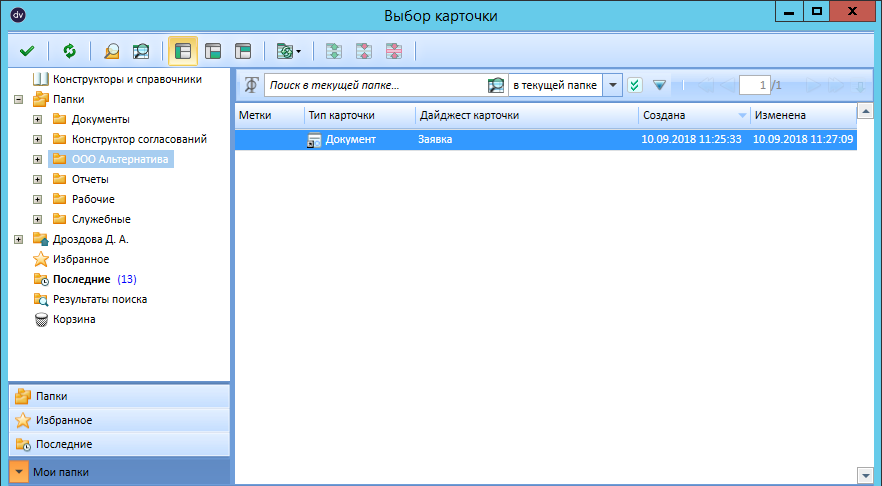 dv
Выбор карточки
Конструкторы и справочники
Папки
Документы
Конструктор согласований
ООО Альтернатива
Отчеты
Рабочие
Служебные
Дроздова Д. А.
Избранное
Последние (13)
Результаты поиска
Корзина
Папки
Избранное
Последние
Мои папки
Поиск в текущей папке...
в текущей папке
1 /1
Метки Тип карточки Дайджест карточки Создана Изменена
Документ Заявка 10.09.2018 11:25:33 10.09.2018 11:27:09